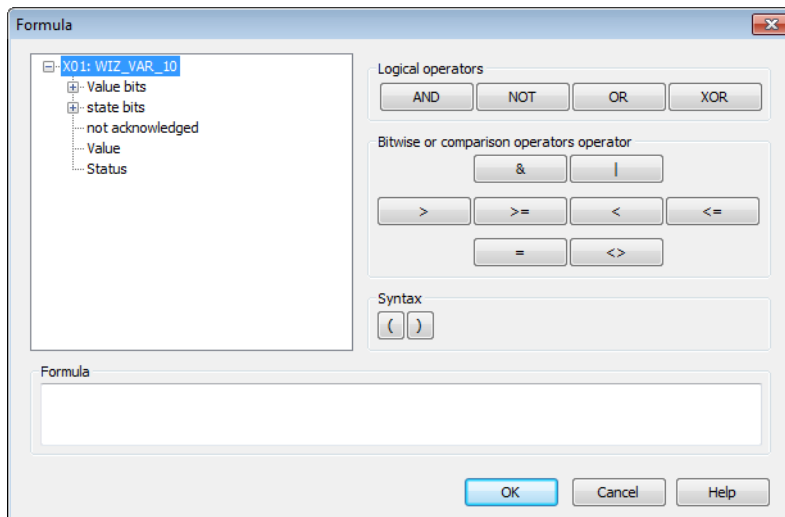 Formula
X01: WIZ_VAR_10
Value bits
state bits
not acknowledged
Value
Status
Logical operators
AND NOT OR XOR
Bitwise or comparison operators operator
& |
> >= < <=
= <>
Syntax
( )
Formula
OK Cancel Help